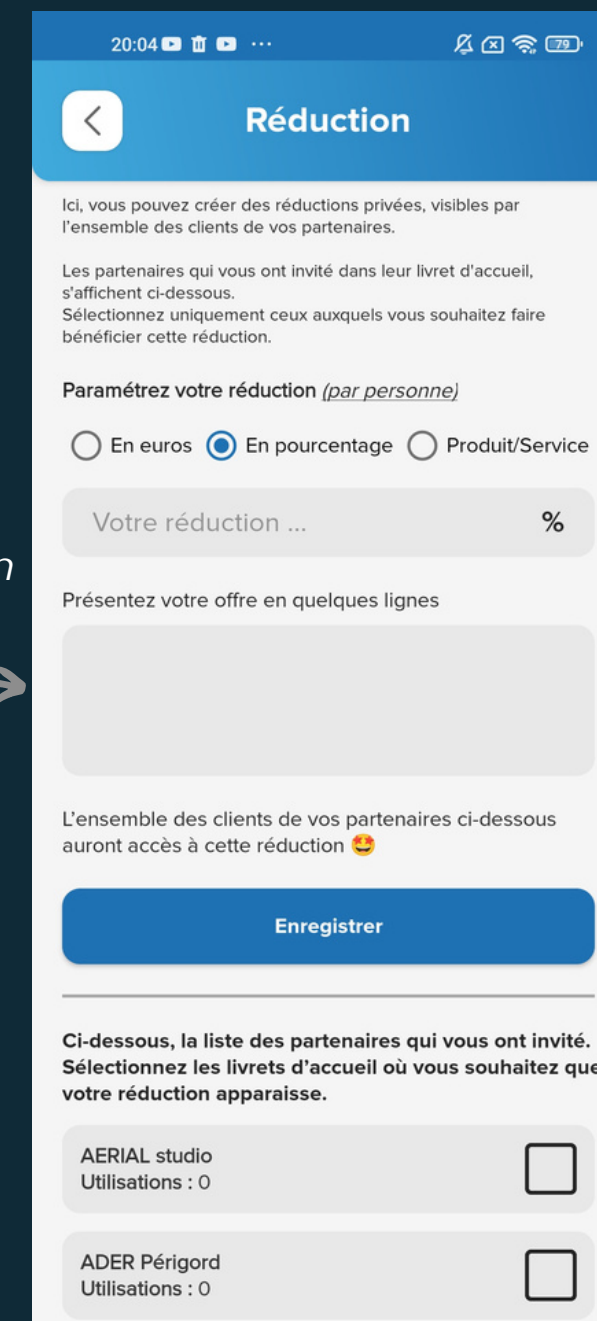 20:04 ...
79
Réduction
Ici, vous pouvez créer des réductions privées, visibles par
l'ensemble des clients de vos partenaires.
Les partenaires qui vous ont invité dans leur livret d'accueil,
s'affichent ci-dessous.
Sélectionnez uniquement ceux auxquels vous souhaitez faire
bénéficier cette réduction.
Paramétrez votre réduction (par personne)
En euros En pourcentage Produit/Service
Votre réduction ... %
n
Présentez votre offre en quelques lignes
L'ensemble des clients de vos partenaires ci-dessous
auront accès à cette réduction 🤩
Enregistrer
Ci-dessous, la liste des partenaires qui vous ont invité.
Sélectionnez les livrets d'accueil où vous souhaitez que
votre réduction apparaisse.
AERIAL studio
Utilisations : 0
ADER Périgord
Utilisations : 0